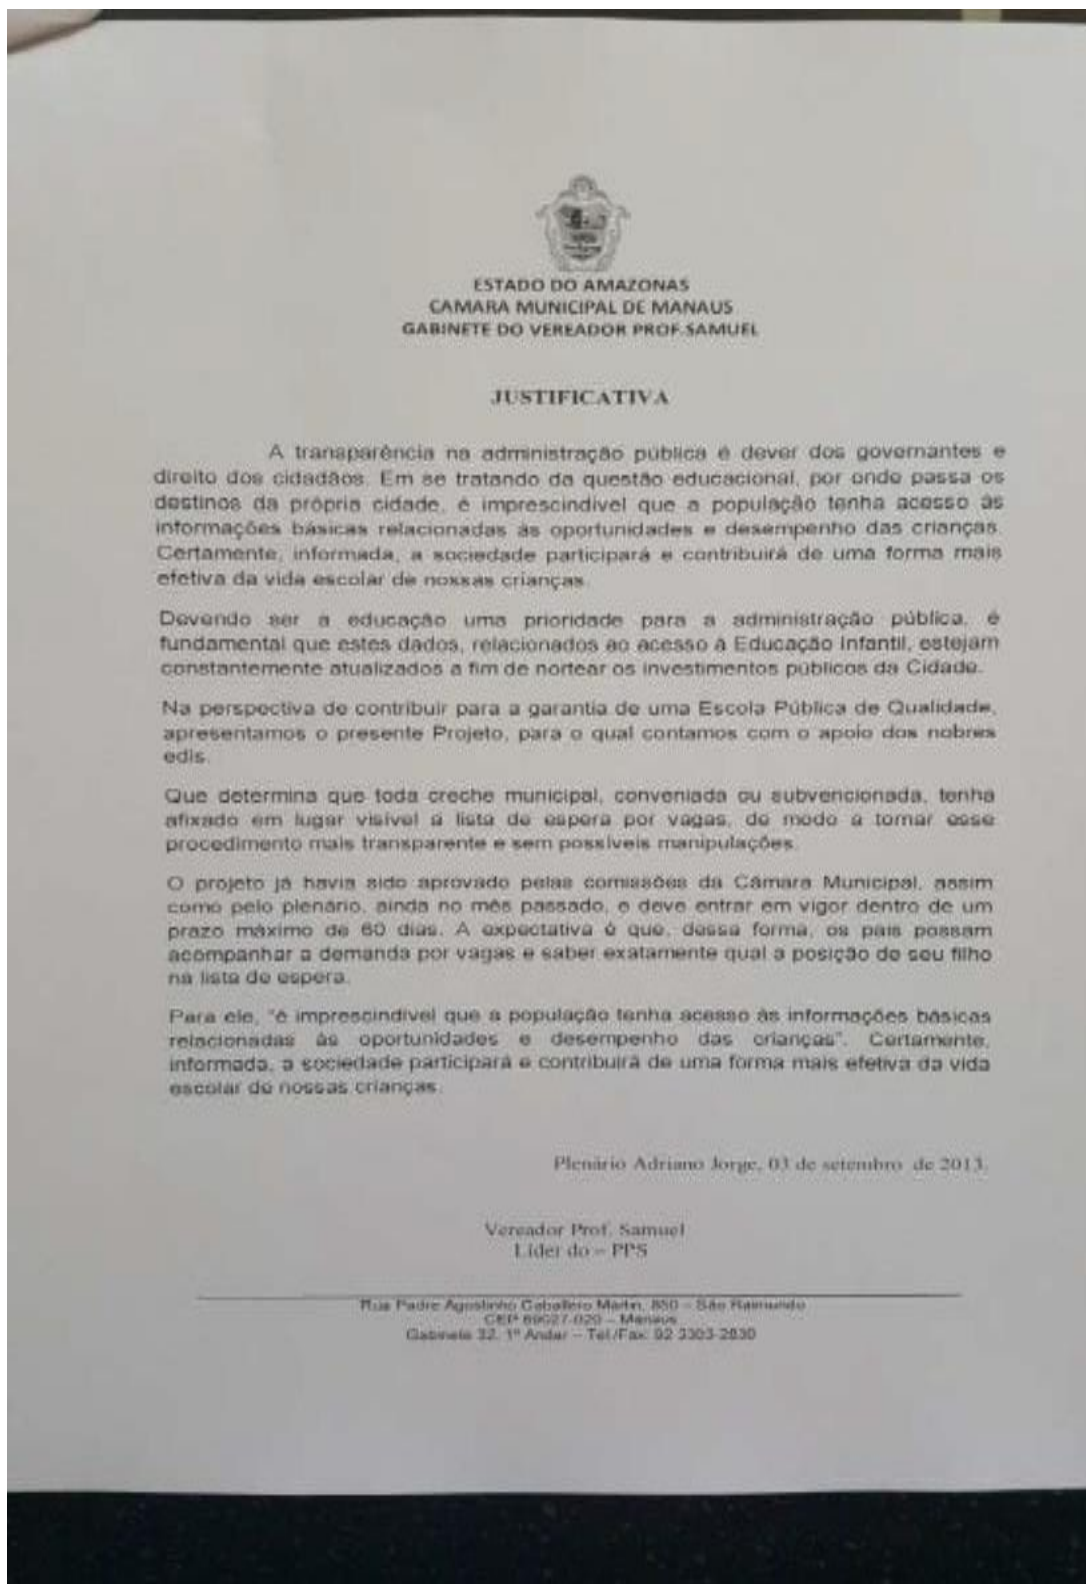 ESTADO DO AMAZONAS
CAMARA MUNICIPAL DE MANAUS
GABINETE DO VEREADOR PROF.SAMUEL
JUSTIFICATIVA
A transparência na administração pública é dever dos governantes e
direito dos cidadãos. Em se tratando da questão educacional, por onde passa os
destinos da própria cidade, é imprescindível que a população tenha acesso às
informações básicas relacionadas às oportunidades e desempenho das crianças.
Certamente, informada, a sociedade participará e contribuirá de uma forma mais
efetiva da vida escolar de nossas crianças.
Devendo ser a educação uma prioridade para a administração pública, é
fundamental que estes dados, relacionados ao acesso à Educação Infantil, estejam
constantemente atualizados a fim de nortear os investimentos públicos da Cidade.
Na perspectiva de contribuir para a garantia de uma Escola Pública de Qualidade,
apresentamos o presente Projeto, para o qual contamos com o apoio dos nobres
edis.
Que determina que toda creche municipal, conveniada ou subvencionada, tenha
afixado em lugar visível a lista de espera por vagas, de modo a tornar esse
procedimento mais transparente e sem possíveis manipulações.
O projeto já havia sido aprovado pelas comissões da Câmara Municipal, assim
como pelo plenário, ainda no mês passado, e deve entrar em vigor dentro de um
prazo máximo de 60 dias. A expectativa é que, dessa forma, os pais possam
acompanhar a demanda por vagas e saber exatamente qual a posição de seu filho
na lista de espera.
Para ele, "é imprescindível que a população tenha acesso às informações básicas
relacionadas às oportunidades e desempenho das crianças". Certamente,
informada, a sociedade participará e contribuirá de uma forma mais efetiva da vida
escolar de nossas crianças.
Plenário Adriano Jorge, 03 de setembro de 2013.
Vereador Prof. Samuel
Líder do – PPS
Rua Padre Agostinho Caballero Martin, 850 – São Raimundo
CEP 69027-020 – Manaus
Gabinete 32, 1º Andar – Tel./Fax: 92 3303-2830